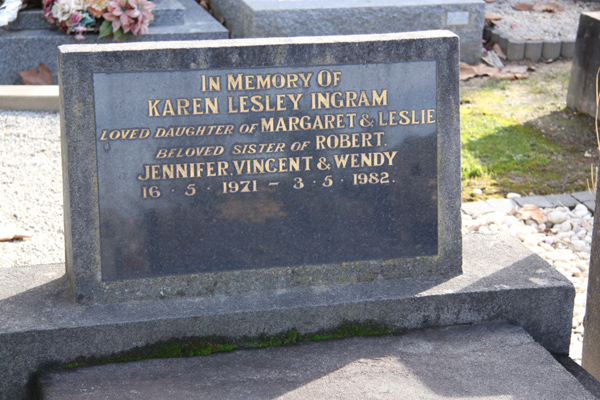 IN MEMORY OF
KAREN LESLEY INGRAM
LOVED DAUGHTER OF MARGARET & LESLIE
BELOVED SISTER OF ROBERT,
JENNIFER, VINCENT & WENDY
16 · 5 · 1971 – 3 · 5 · 1982.